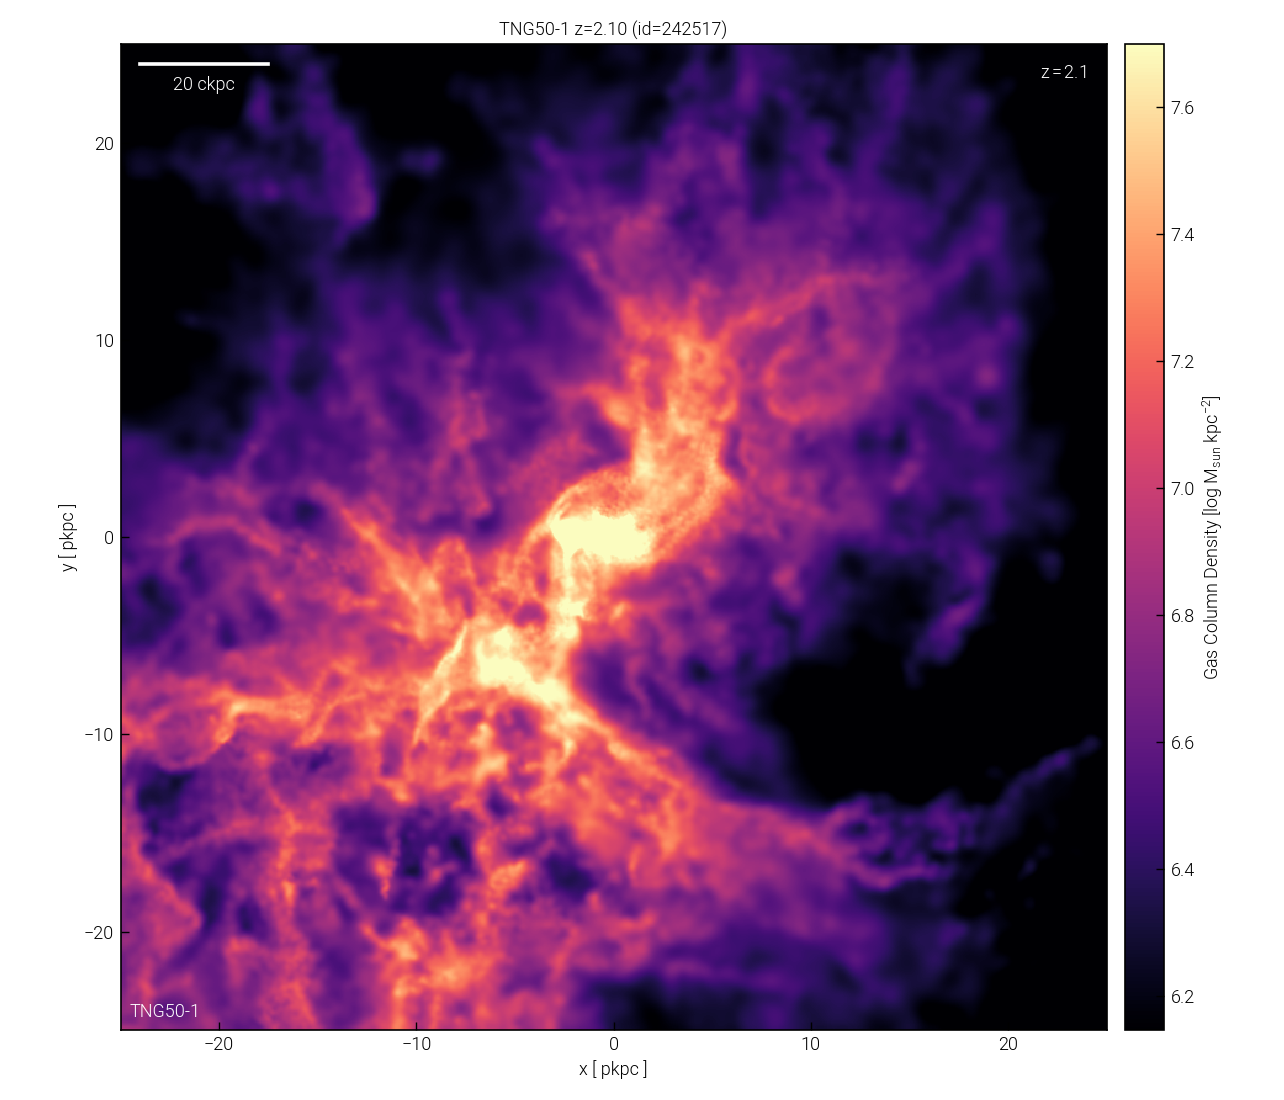 TNG50-1 z=2.10 (id=242517)
20 ckpc
z=2.1
TNG50-1
20
10
0
−10
−20
y [ pkpc ]
−20
−10
0
10
20
x [ pkpc ]
7.6
7.4
7.2
7.0
6.8
6.6
6.4
6.2
Gas Column Density [log M_sun kpc^−2]